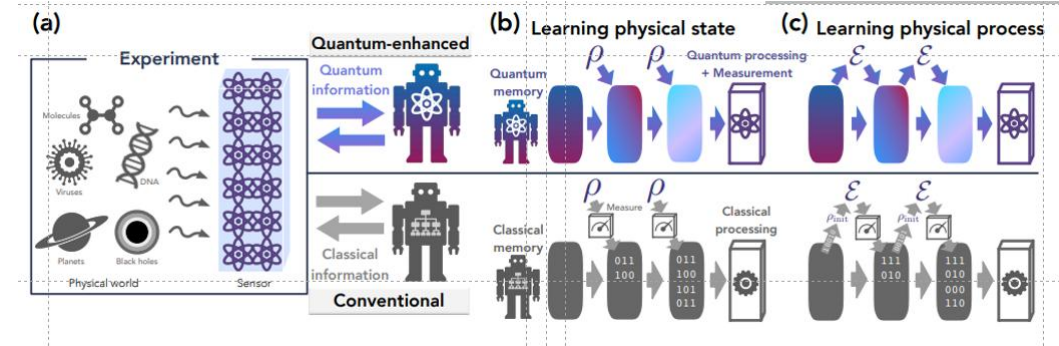 (a)
Experiment
Molecules
Viruses
DNA
Planets
Black holes
Physical world
Sensor
Quantum-enhanced
Quantum
information
Classical
information
Conventional
(b) Learning physical state
Quantum
memory
ρ
ρ
Quantum processing
+ Measurement
Classical
memory
ρ
Measure
ρ
011
100
011
100
101
011
Classical
processing
(c) Learning physical process
ℰ
ℰ
ρinit
ℰ
ρinit
ℰ
111
010
111
010
000
110